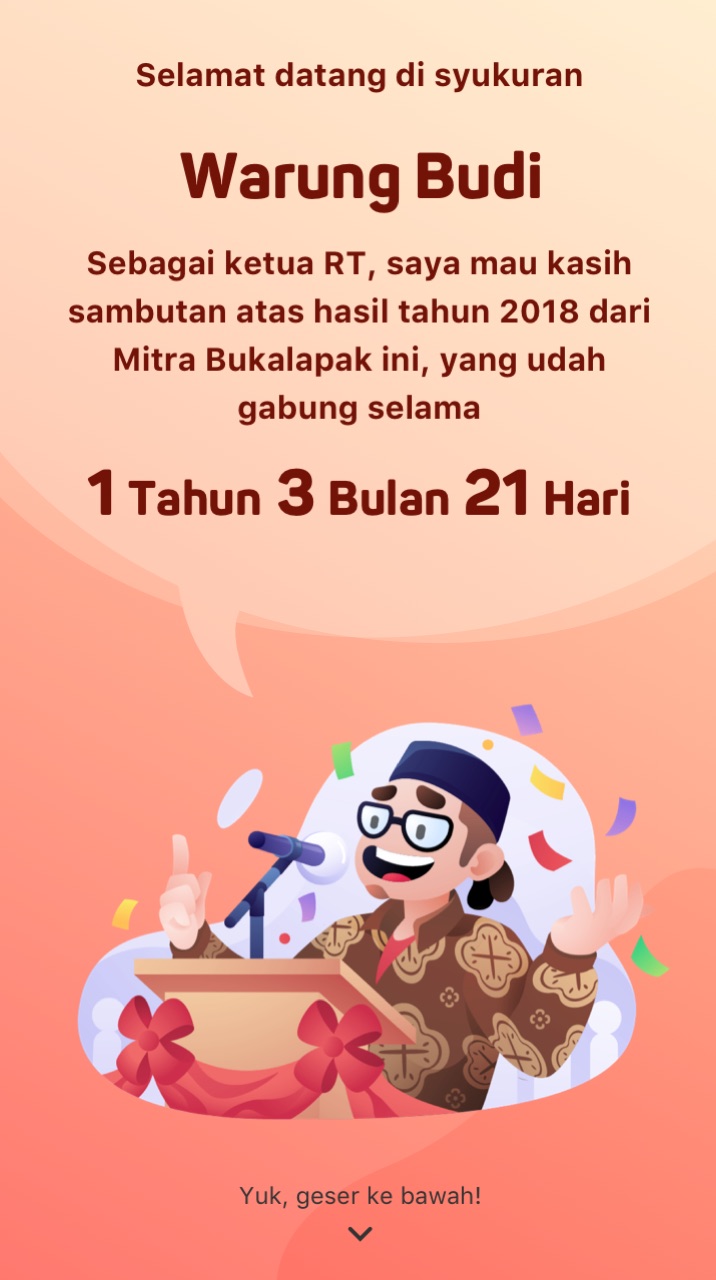 Selamat datang di syukuran
Warung Budi
Sebagai ketua RT, saya mau kasih
sambutan atas hasil tahun 2018 dari
Mitra Bukalapak ini, yang udah
gabung selama
1 Tahun 3 Bulan 21 Hari
Yuk, geser ke bawah!